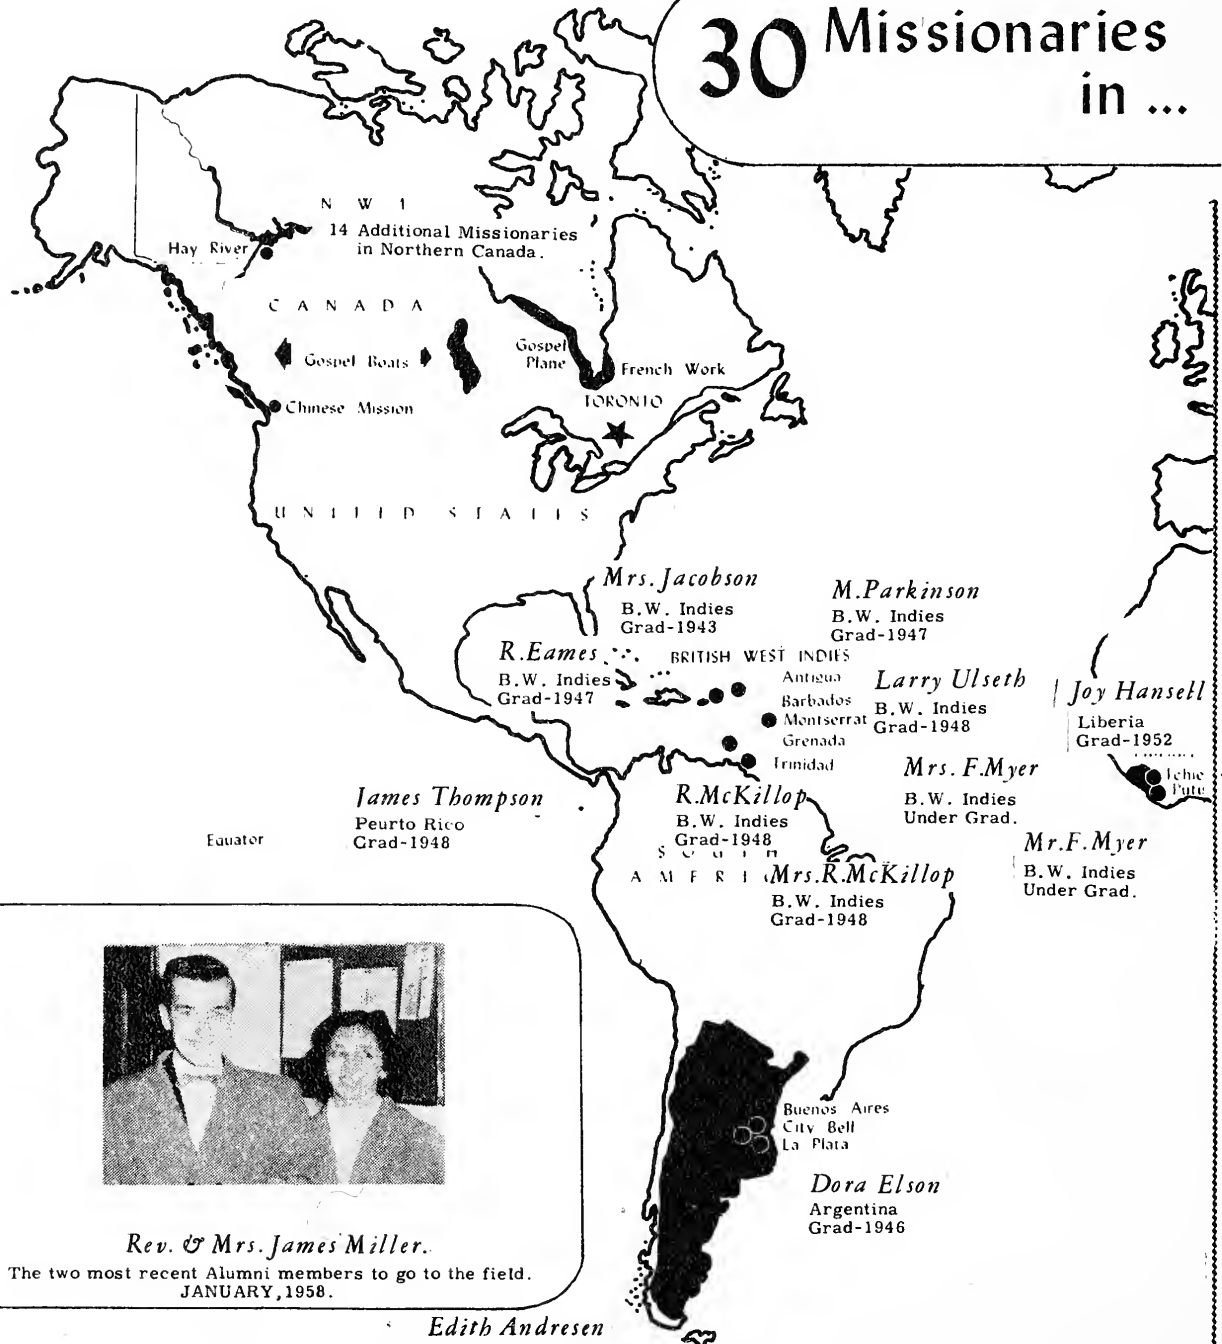 30 Missionaries
in ...
N W T
14 Additional Missionaries
in Northern Canada.
Hay River
CANADA
Gospel Boats
Gospel
Plane
French Work
TORONTO
Chinese Mission
UNITED STATES
Mrs. Jacobson
B.W. Indies
Grad-1943
M. Parkinson
B.W. Indies
Grad-1947
R. Eames
B.W. Indies
Grad-1947
BRITISH WEST INDIES
Antigua
Barbados
Montserrat
Grenada
Trinidad
Larry Ulseth
B.W. Indies
Grad-1948
Joy Hansell
Liberia
Grad-1952
Tchie
Putu
Mrs. F. Myer
B.W. Indies
Under Grad.
James Thompson
Peurto Rico
Grad-1948
R. McKillop
B.W. Indies
Grad-1948
Equator
Mr. F. Myer
B.W. Indies
Under Grad.
SOUTH
AMERI
Mrs. R. McKillop
B.W. Indies
Grad-1948
Buenos Aires
City Bell
La Plata
Dora Elson
Argentina
Grad-1946
Rev. & Mrs. James Miller.
The two most recent Alumni members to go to the field.
JANUARY, 1958.
Edith Andresen